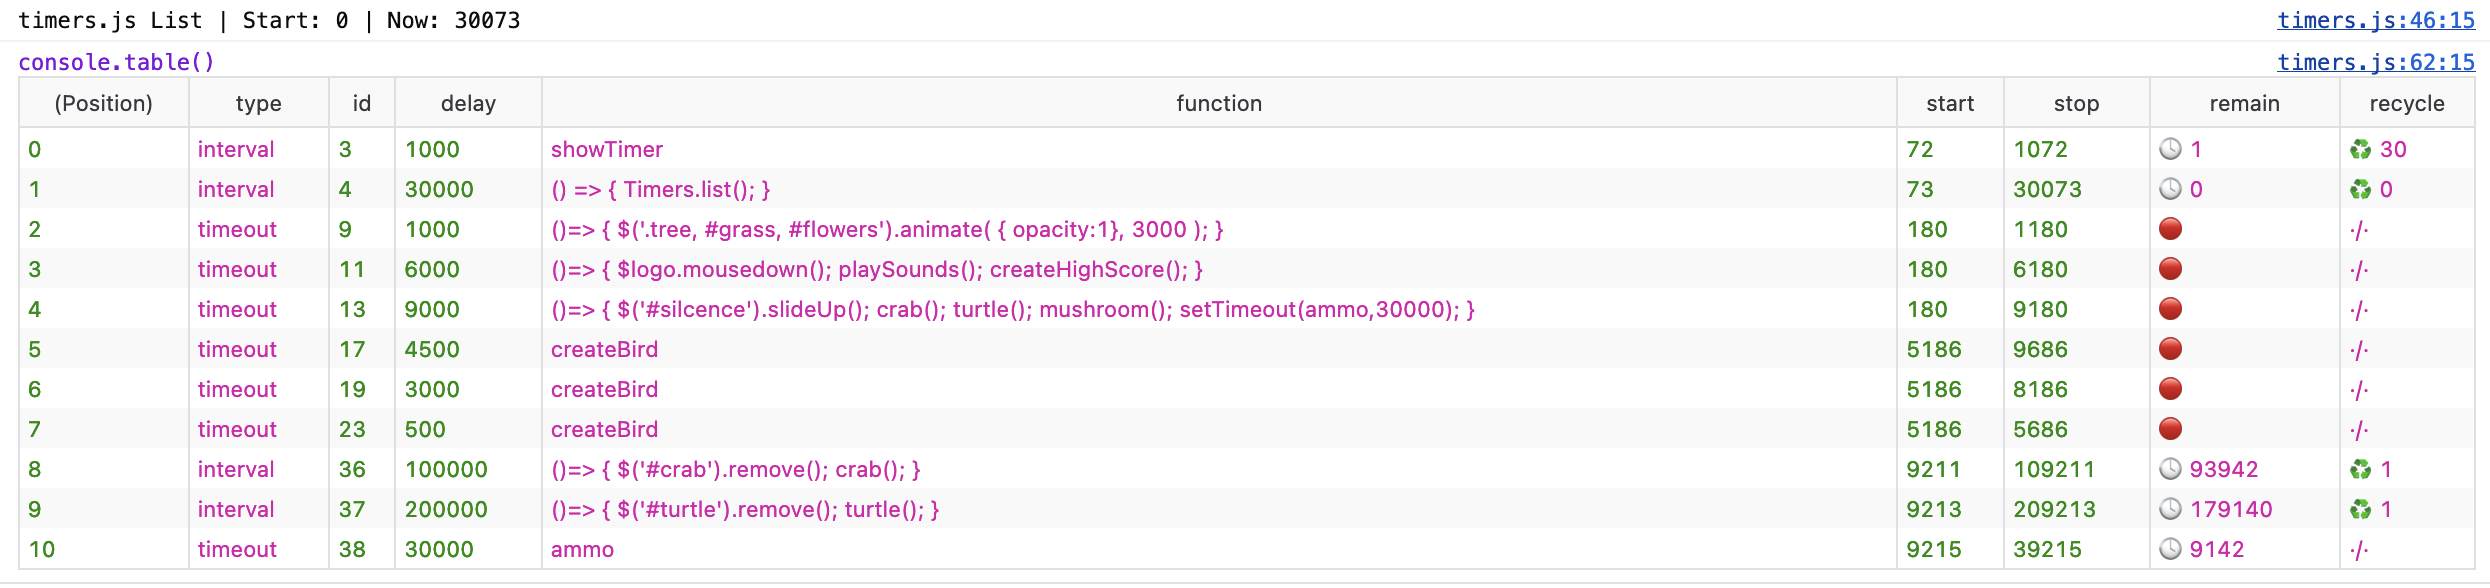 timers.js List | Start: 0 | Now: 30073 timers.js:46:15
console.table() timers.js:62:15
(Position) type id delay function start stop remain recycle
0 interval 3 1000 showTimer 72 1072 🕓 1 ♻ 30
1 interval 4 30000 () => { Timers.list(); } 73 30073 🕓 0 ♻ 0
2 timeout 9 1000 ()=> { $('.tree, #grass, #flowers').animate( { opacity:1}, 3000 ); } 180 1180 🔴 ·/·
3 timeout 11 6000 ()=> { $logo.mousedown(); playSounds(); createHighScore(); } 180 6180 🔴 ·/·
4 timeout 13 9000 ()=> { $('#silcence').slideUp(); crab(); turtle(); mushroom(); setTimeout(ammo,30000); } 180 9180 🔴 ·/·
5 timeout 17 4500 createBird 5186 9686 🔴 ·/·
6 timeout 19 3000 createBird 5186 8186 🔴 ·/·
7 timeout 23 500 createBird 5186 5686 🔴 ·/·
8 interval 36 100000 ()=> { $('#crab').remove(); crab(); } 9211 109211 🕓 93942 ♻ 1
9 interval 37 200000 ()=> { $('#turtle').remove(); turtle(); } 9213 209213 🕓 179140 ♻ 1
10 timeout 38 30000 ammo 9215 39215 🕓 9142 ·/·